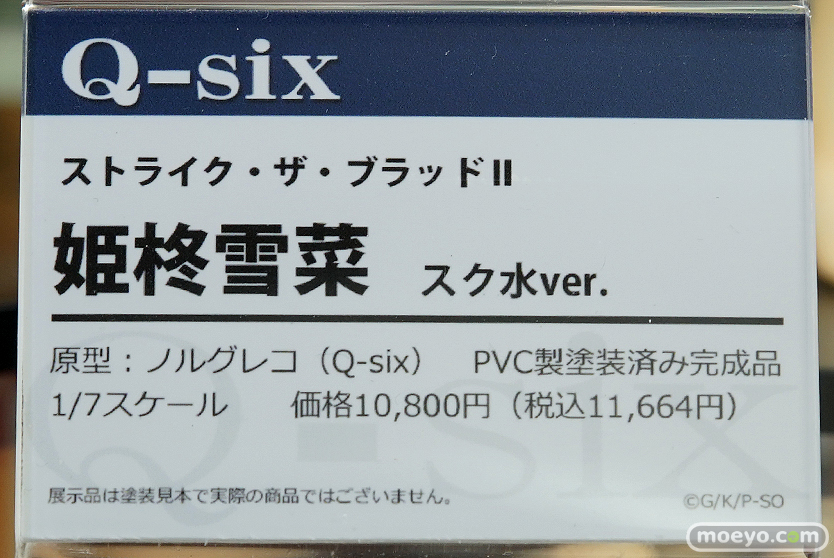 Q-six
ストライク・ザ・ブラッドⅡ
姫柊雪菜　スク水ver.
原型：ノルグレコ（Q-six）　PVC製塗装済み完成品
1/7スケール　価格10,800円（税込11,664円）
展示品は塗装見本で実際の商品ではございません。
©G/K/P-SO
moeyo.com